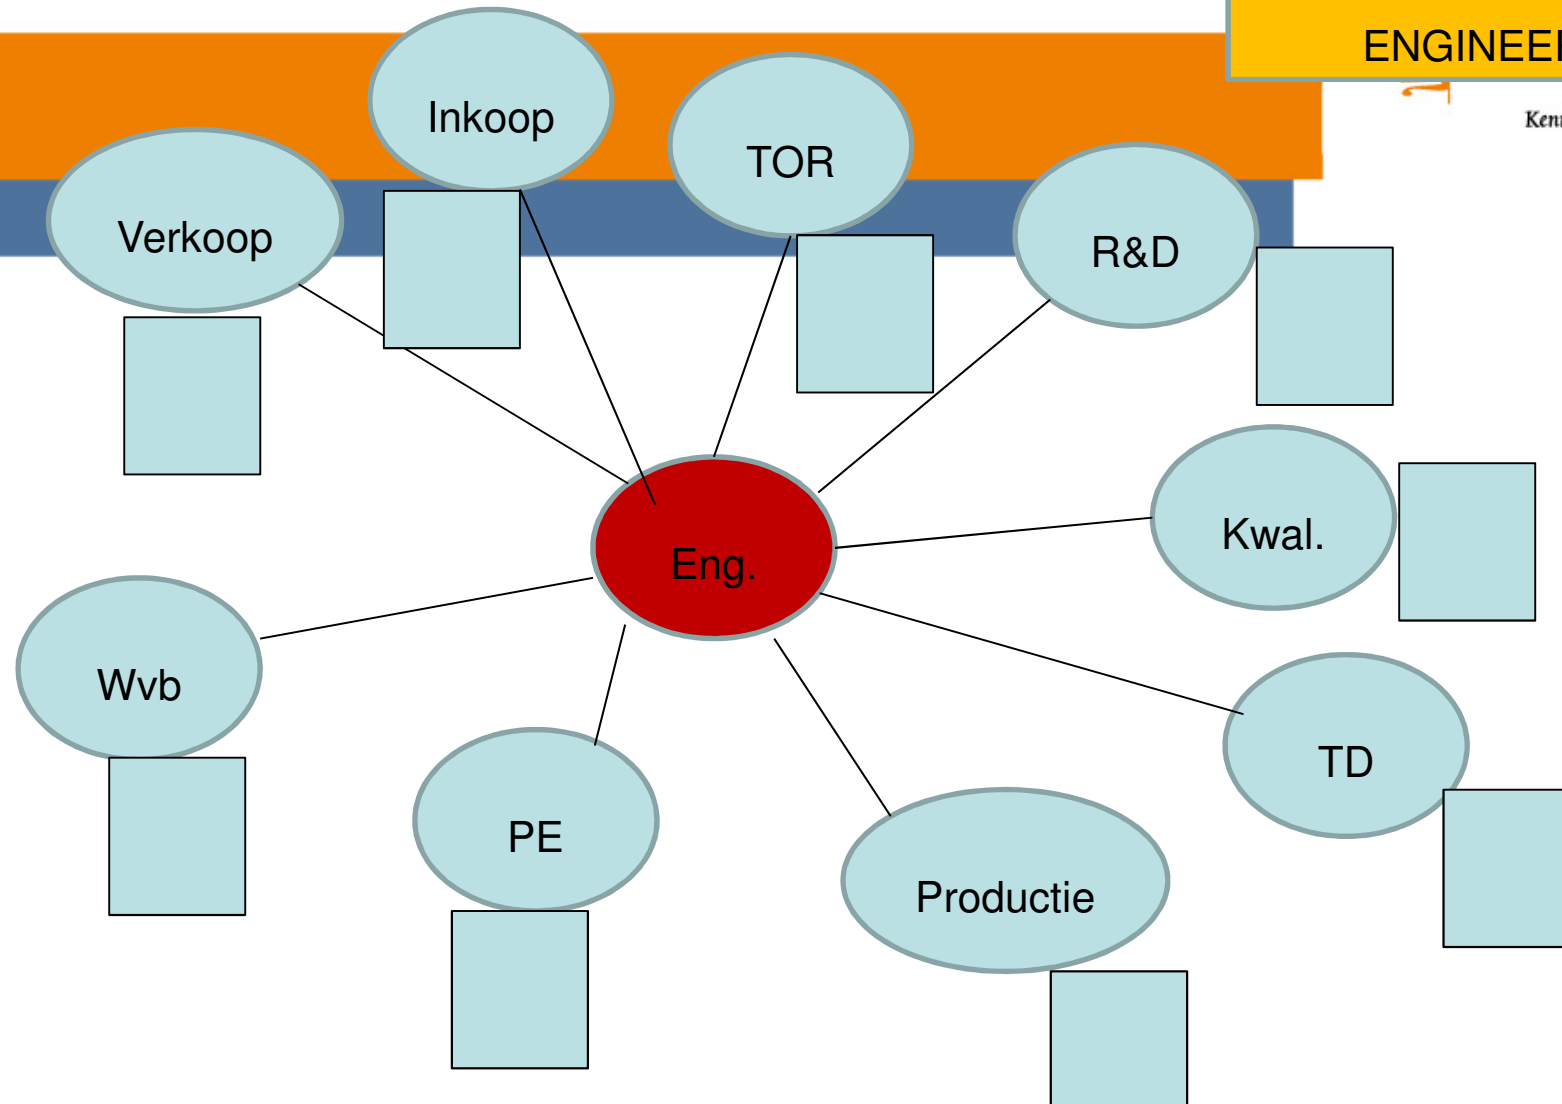 ENGINEE
Inkoop
TOR
Verkoop
R&D
Eng.
Kwal.
Wvb
TD
PE
Productie